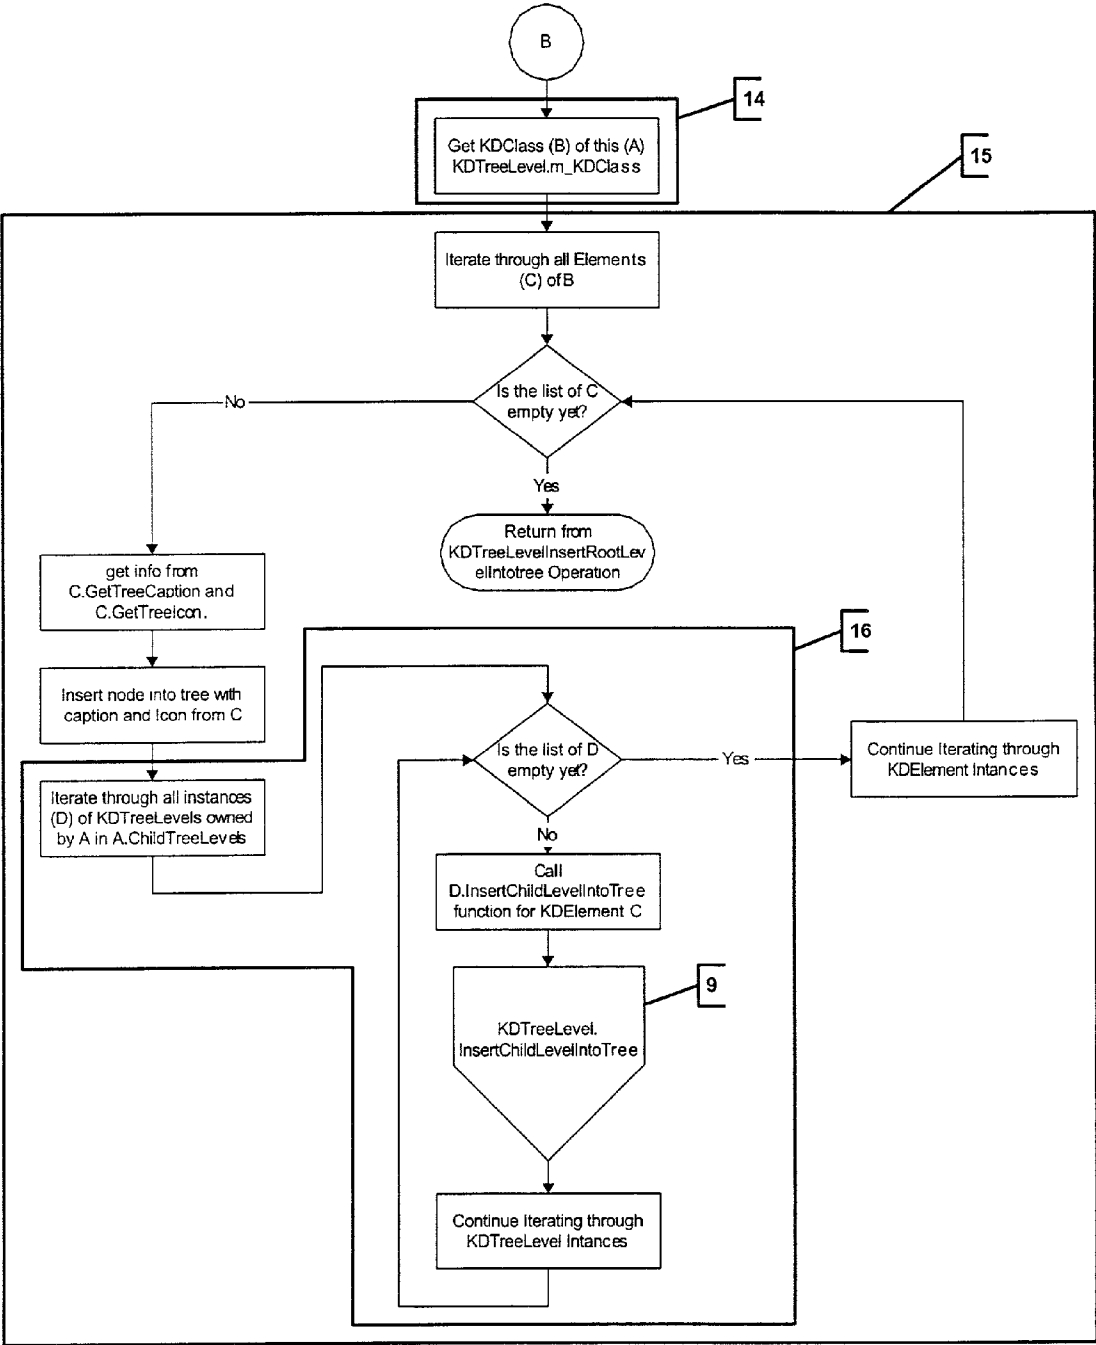 B
14
Get KDClass (B) of this (A)
KDTreeLevel.m_KDClass
15
Iterate through all Elements
(C) of B
Is the list of C
empty yet?
No
Yes
Return from
KDTreeLevelInsertRootLev
elIntotree Operation
get info from
C.GetTreeCaption and
C.GetTreeIcon.
16
Insert node into tree with
caption and Icon from C
Is the list of D
empty yet?
Yes
Continue Iterating through
KDElement Intances
Iterate through all instances
(D) of KDTreeLevels owned
by A in A.ChildTreeLevels
No
Call
D.InsertChildLevelIntoTree
function for KDElement C
9
KDTreeLevel.
InsertChildLevelIntoTree
Continue Iterating through
KDTreeLevel Intances